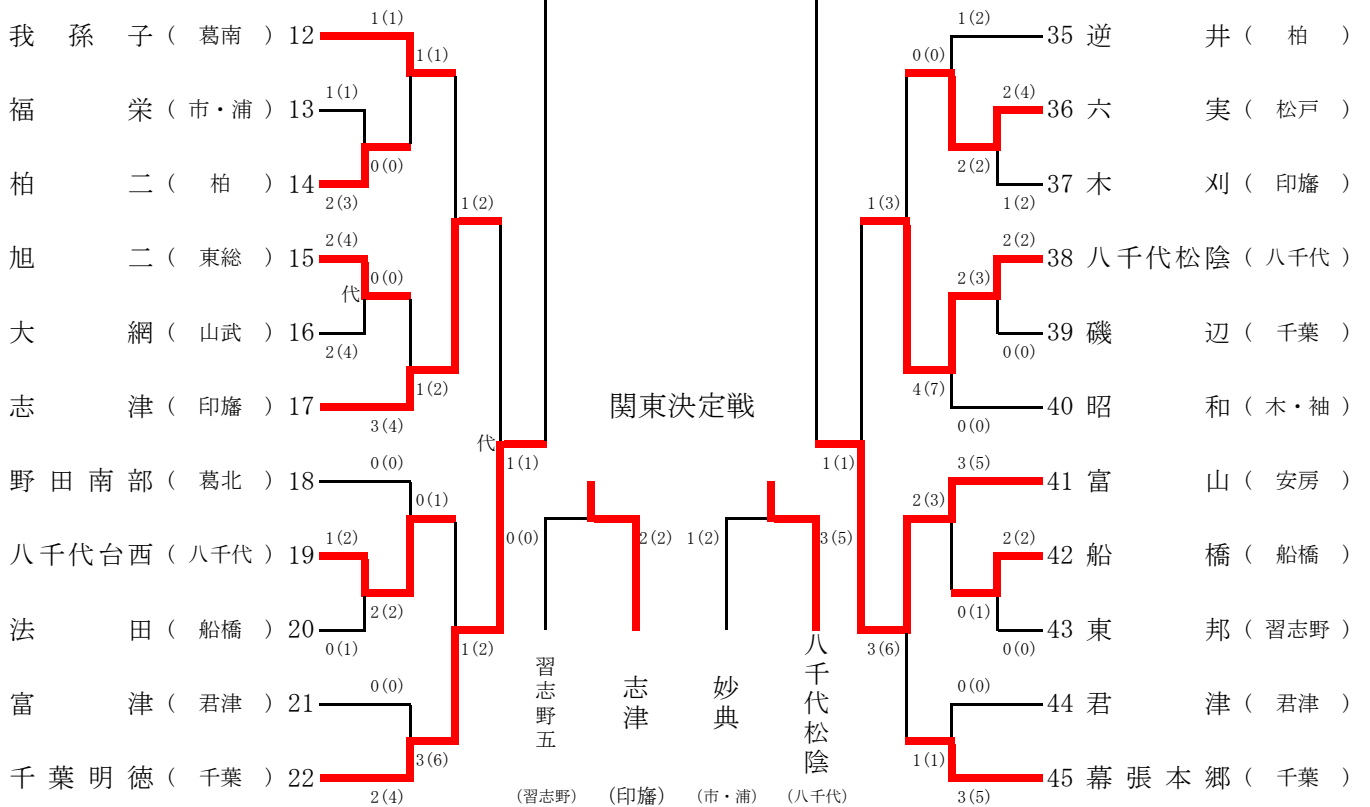 1(1)
我孫子（葛南）12
1(1)
1(1)
福栄（市・浦）13
0(0)
柏二（柏）14
2(3)
1(2)
2(4)
旭二（東総）15
0(0)
代
大網（山武）16
2(4)
1(2)
志津（印旛）17
3(4)
代
0(0)
野田南部（葛北）18
1(1)
0(1)
1(2)
八千代台西（八千代）19
2(2)
法田（船橋）20
0(1)
1(2)
0(0)
富津（君津）21
3(6)
千葉明徳（千葉）22
2(4)
関東決定戦
0(0)
2(2)
1(2)
3(5)
習志野五
（習志野）
志津
（印旛）
妙典
（市・浦）
八千代松陰
（八千代）
1(2)
35 逆井（柏）
0(0)
2(4)
36 六実（松戸）
2(2)
37 木刈（印旛）
1(2)
1(3)
2(2)
38 八千代松陰（八千代）
2(3)
39 磯辺（千葉）
0(0)
4(7)
40 昭和（木・袖）
0(0)
1(1)
3(5)
41 富山（安房）
2(3)
2(2)
42 船橋（船橋）
0(1)
43 東邦（習志野）
0(0)
3(6)
0(0)
44 君津（君津）
1(1)
45 幕張本郷（千葉）
3(5)